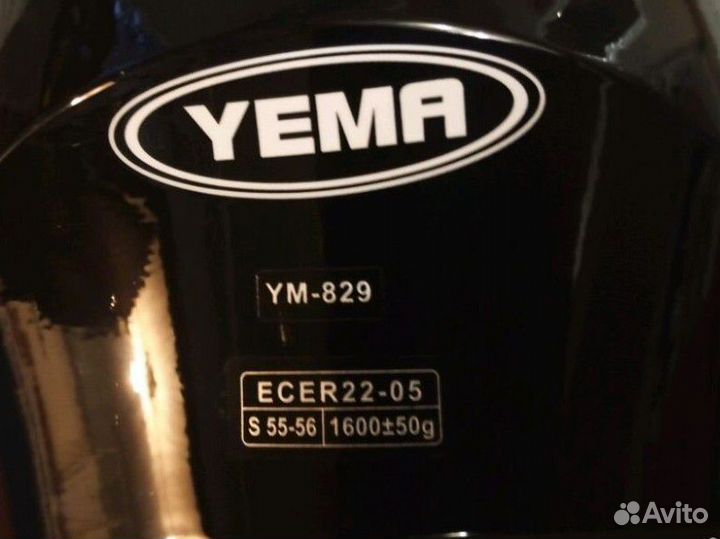 YEMA
YM-829
ECER22-05
S 55-56 1600±50g
Avito